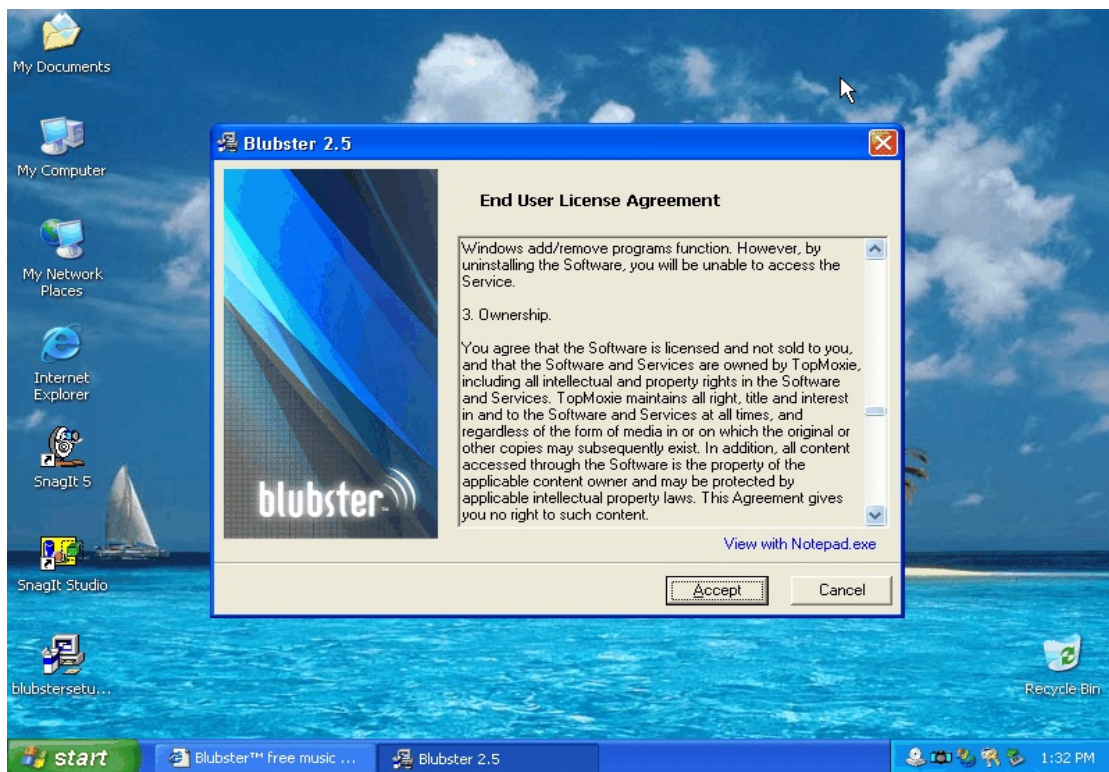 My Documents
My Computer
My Network
Places
Internet
Explorer
SnagIt 5
SnagIt Studio
blubstersetu...
Blubster 2.5
blubster
End User License Agreement
Windows add/remove programs function. However, by
uninstalling the Software, you will be unable to access the
Service.
3. Ownership.
You agree that the Software is licensed and not sold to you,
and that the Software and Services are owned by TopMoxie,
including all intellectual and property rights in the Software
and Services. TopMoxie maintains all right, title and interest
in and to the Software and Services at all times, and
regardless of the form of media in or on which the original or
other copies may subsequently exist. In addition, all content
accessed through the Software is the property of the
applicable content owner and may be protected by
applicable intellectual property laws. This Agreement gives
you no right to such content.
View with Notepad.exe
Accept
Cancel
Recycle Bin
start
Blubster™ free music ...
Blubster 2.5
1:32 PM